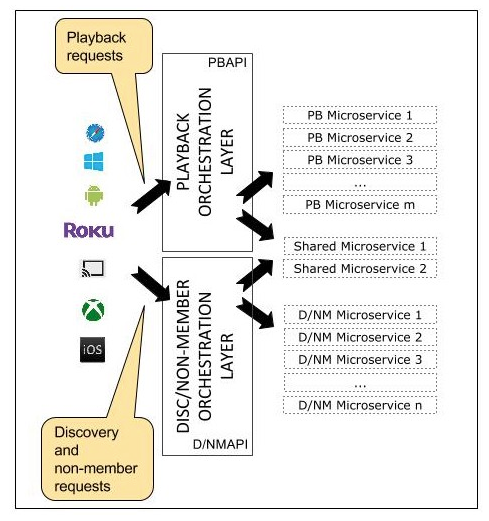 Playback
requests
PBAPI
PLAYBACK
ORCHESTRATION
LAYER
PB Microservice 1
PB Microservice 2
PB Microservice 3
...
PB Microservice m
Shared Microservice 1
Shared Microservice 2
ROKU
iOS
DISC/NON-MEMBER
ORCHESTRATION
LAYER
D/NMAPI
D/NM Microservice 1
D/NM Microservice 2
D/NM Microservice 3
...
D/NM Microservice n
Discovery
and
non-member
requests